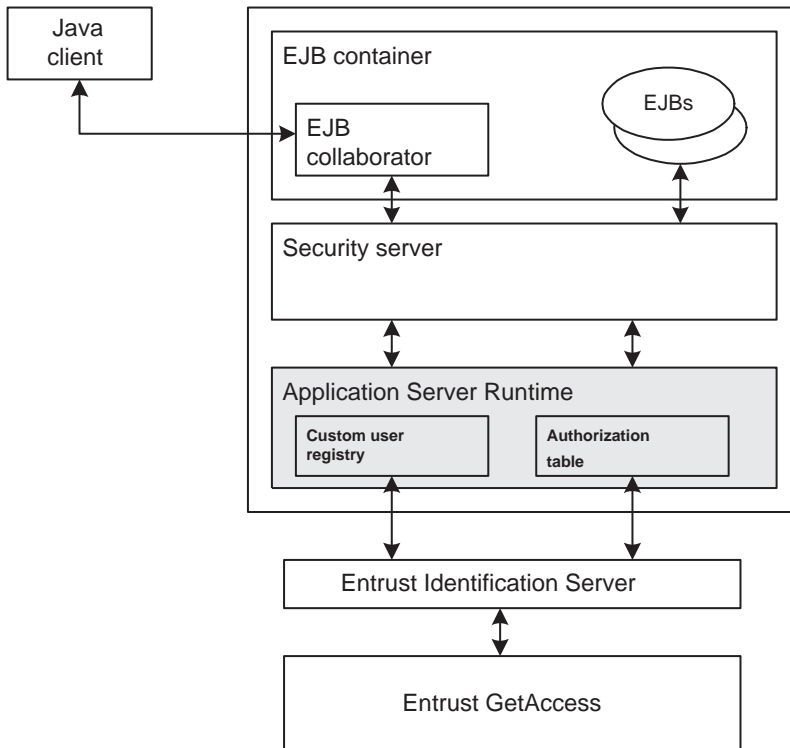 Java
client
EJB container
EJBs
EJB
collaborator
Security server
Application Server Runtime
Custom user
registry
Authorization
table
Entrust Identification Server
Entrust GetAccess